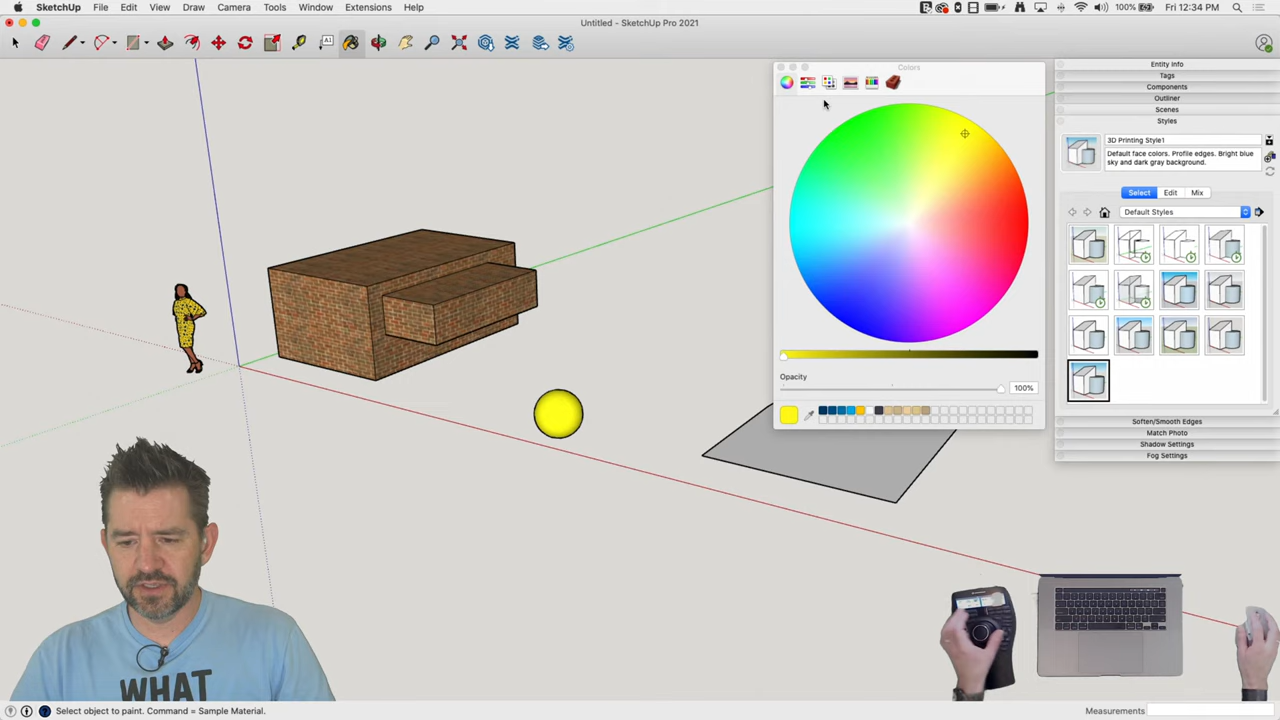 SketchUp File Edit View Draw Camera Tools Window Extensions Help
100% Fri 12:34 PM
Untitled - SketchUp Pro 2021
Colors
Opacity
100%
Entity Info
Tags
Components
Outliner
Scenes
Styles
3D Printing Style1
Default face colors. Profile edges. Bright blue
sky and dark gray background.
Select Edit Mix
Default Styles
Soften/Smooth Edges
Match Photo
Shadow Settings
Fog Settings
WHAT
Select object to paint. Command = Sample Material.
Measurements